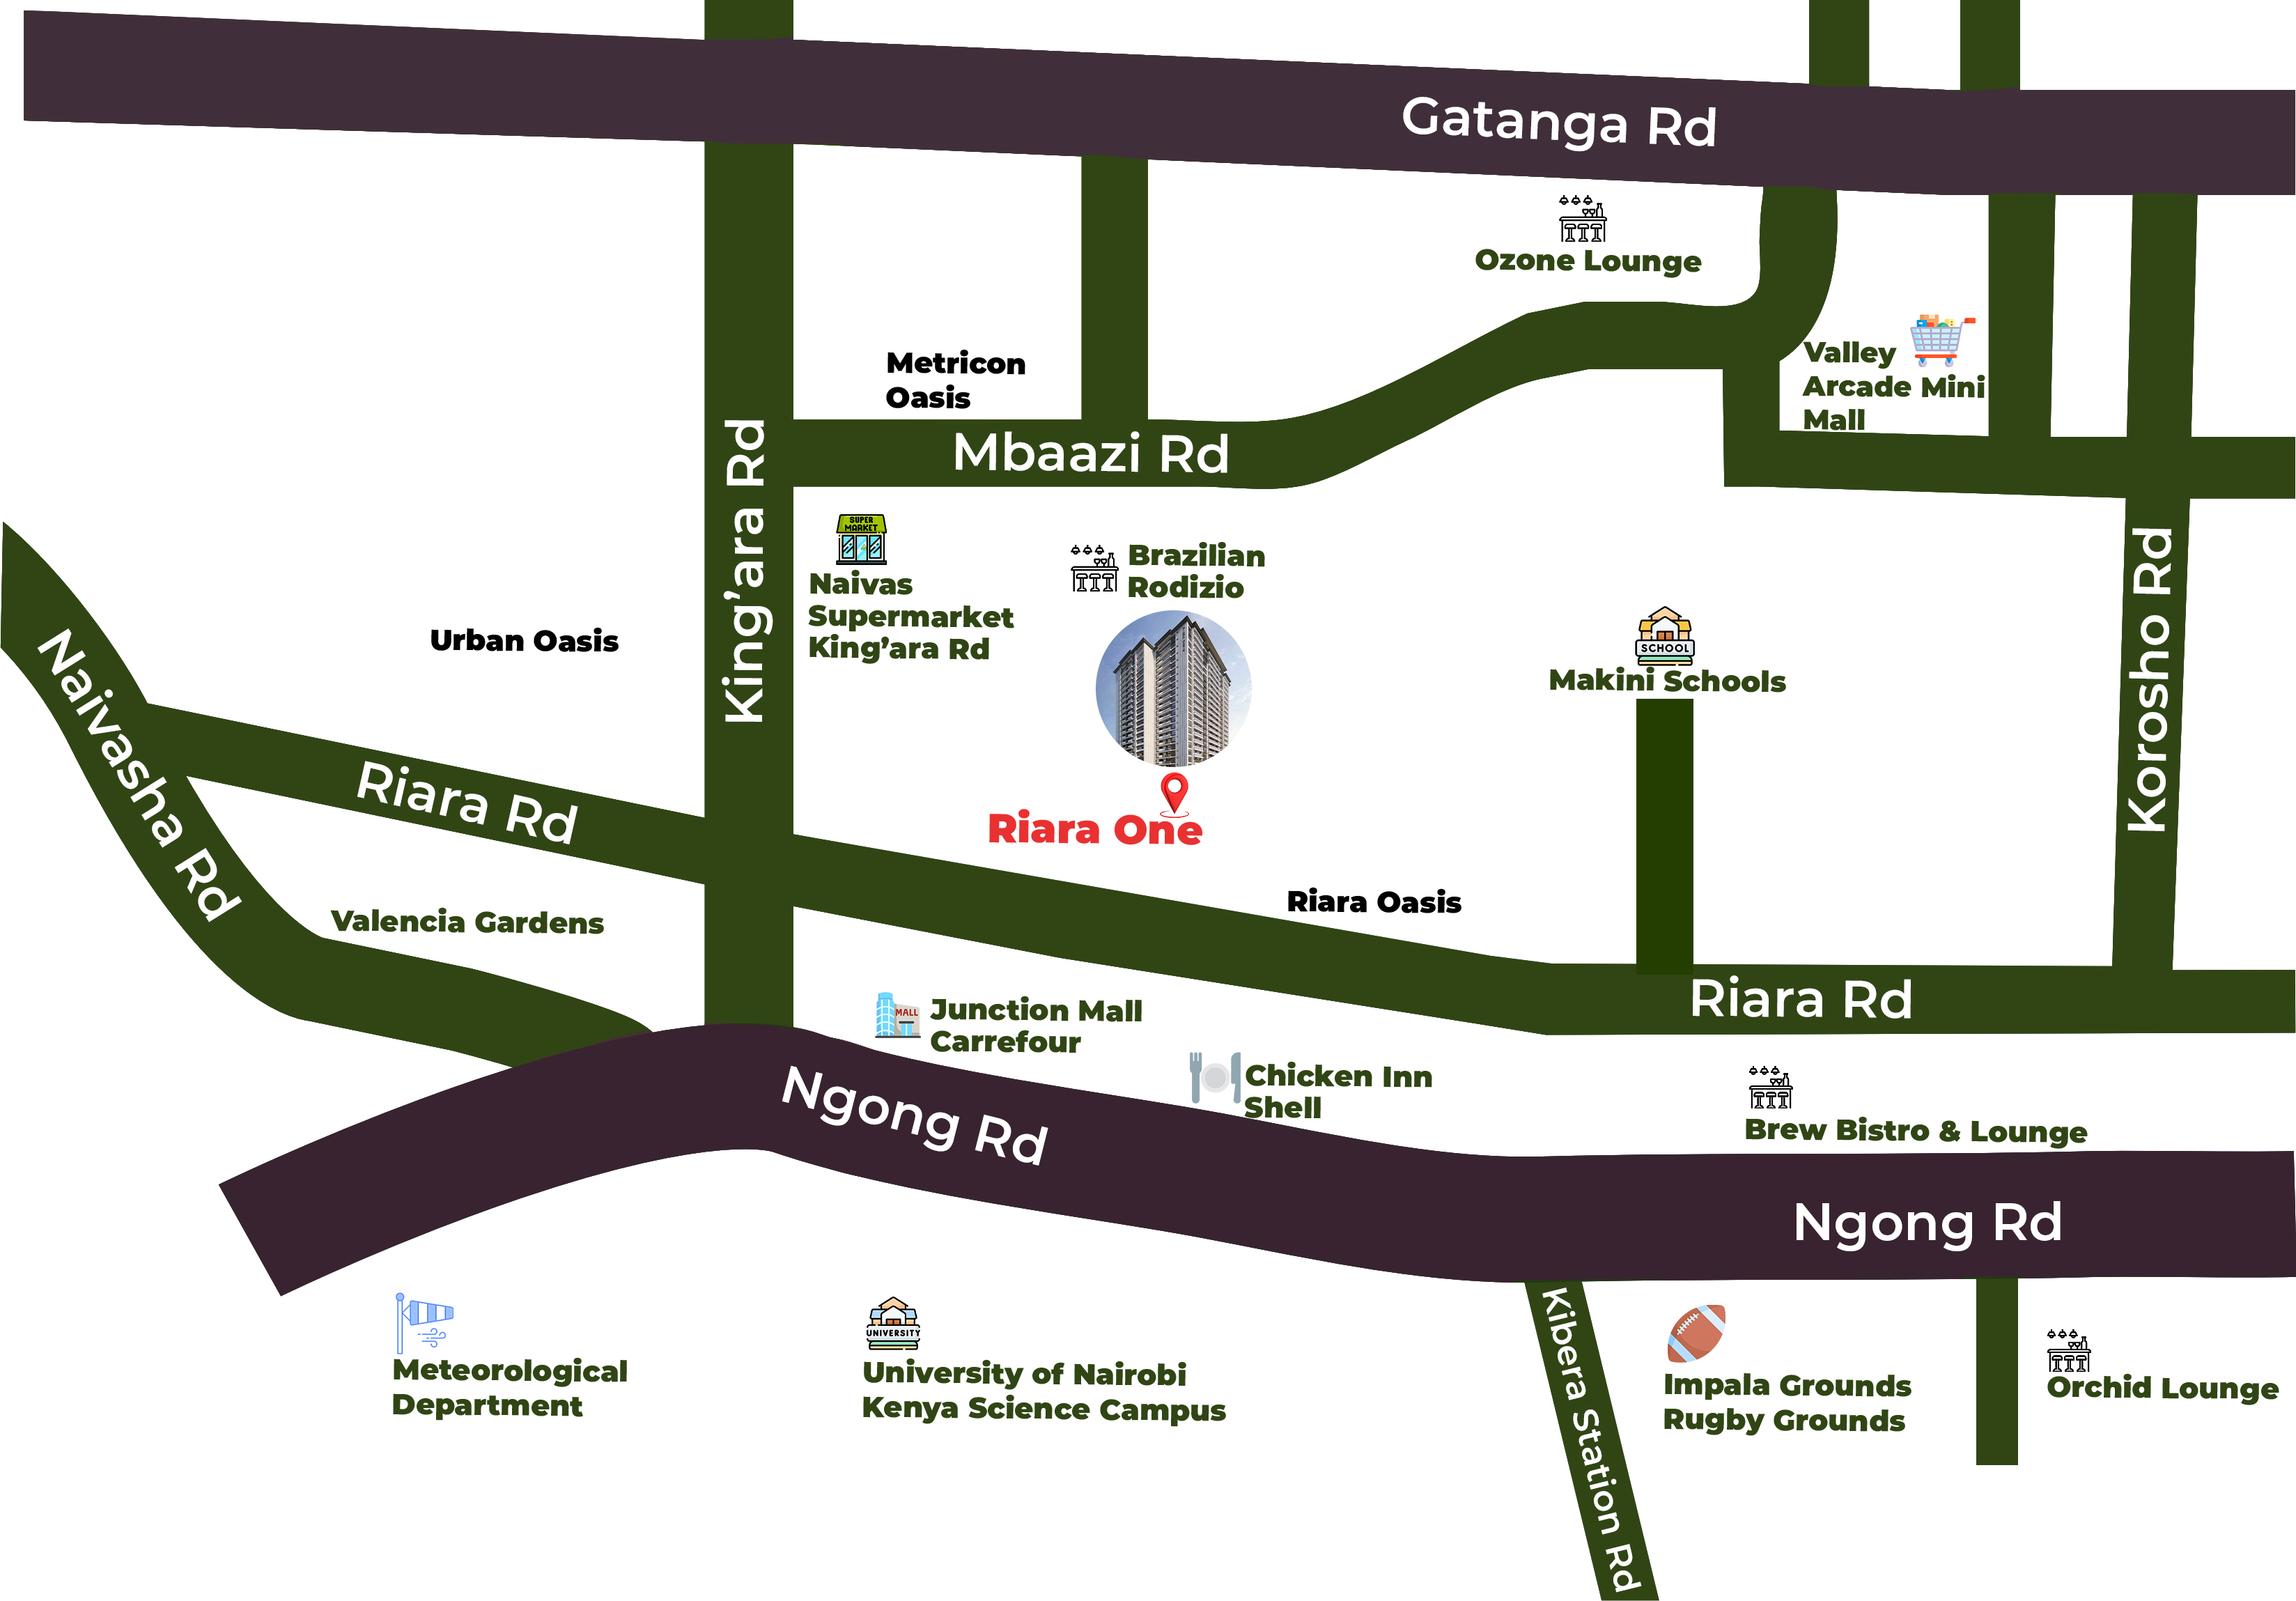 Gatanga Rd
Ozone Lounge
Valley
Arcade Mini
Mall
Metricon
Oasis
Mbaazi Rd
King'ara Rd
SUPER
MARKET
Naivas
Supermarket
King'ara Rd
Brazilian
Rodizio
Urban Oasis
SCHOOL
Makini Schools
Korosho Rd
Naivasha Rd
Riara Rd
Riara One
Riara Oasis
Valencia Gardens
Riara Rd
MALL
Junction Mall
Carrefour
Chicken Inn
Shell
Brew Bistro & Lounge
Ngong Rd
Ngong Rd
Kibera Station Rd
Meteorological
Department
UNIVERSITY
University of Nairobi
Kenya Science Campus
Impala Grounds
Rugby Grounds
Orchid Lounge